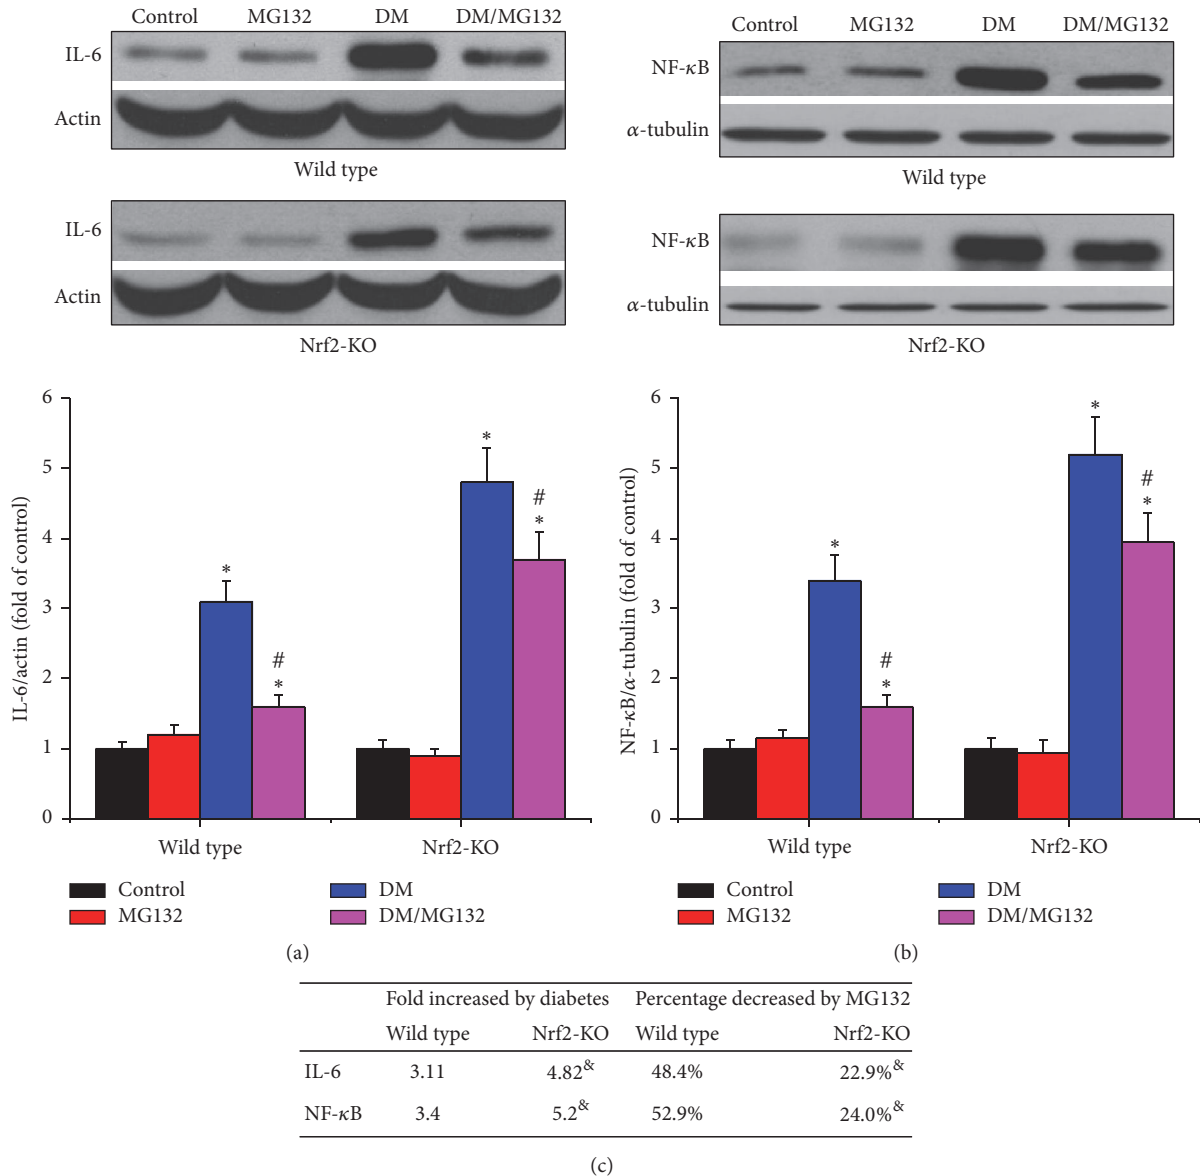 Control MG132 DM DM/MG132
IL-6
Actin
Wild type
IL-6
Actin
Nrf2-KO
IL-6/actin (fold of control)
6
5
4
3
2
1
0
*
#
*
*
#
*
Wild type Nrf2-KO
Control DM
MG132 DM/MG132
(a)
Control MG132 DM DM/MG132
NF-κB
α-tubulin
Wild type
NF-κB
α-tubulin
Nrf2-KO
NF-κB/α-tubulin (fold of control)
6
5
4
3
2
1
0
*
#
*
*
#
*
Wild type Nrf2-KO
Control DM
MG132 DM/MG132
(b)
Fold increased by diabetes Percentage decreased by MG132
Wild type Nrf2-KO Wild type Nrf2-KO
IL-6 3.11 4.82& 48.4% 22.9%&
NF-κB 3.4 5.2& 52.9% 24.0%&
(c)